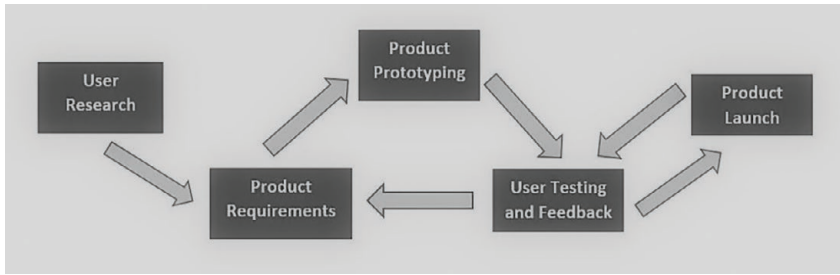 User
Research
Product
Requirements
Product
Prototyping
User Testing
and Feedback
Product
Launch